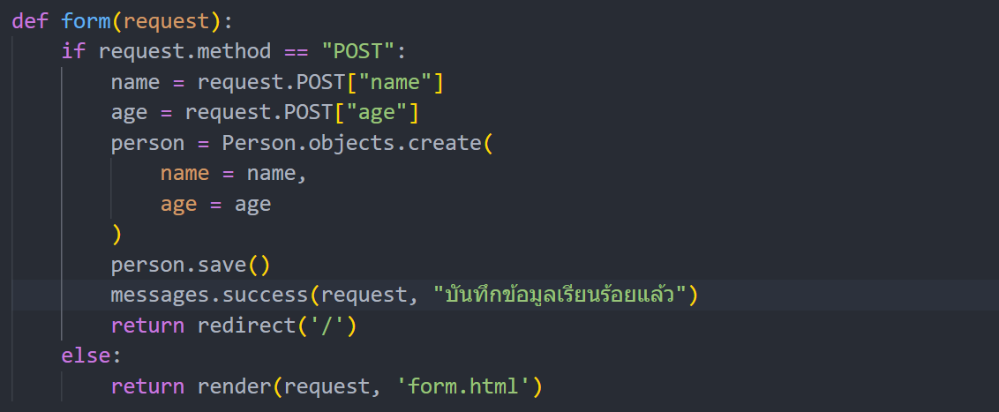 def form(request):
    if request.method == "POST":
        name = request.POST["name"]
        age = request.POST["age"]
        person = Person.objects.create(
            name = name,
            age = age
        )
        person.save()
        messages.success(request, "บันทึกข้อมูลเรียนร้อยแล้ว")
        return redirect('/')
    else:
        return render(request, 'form.html')